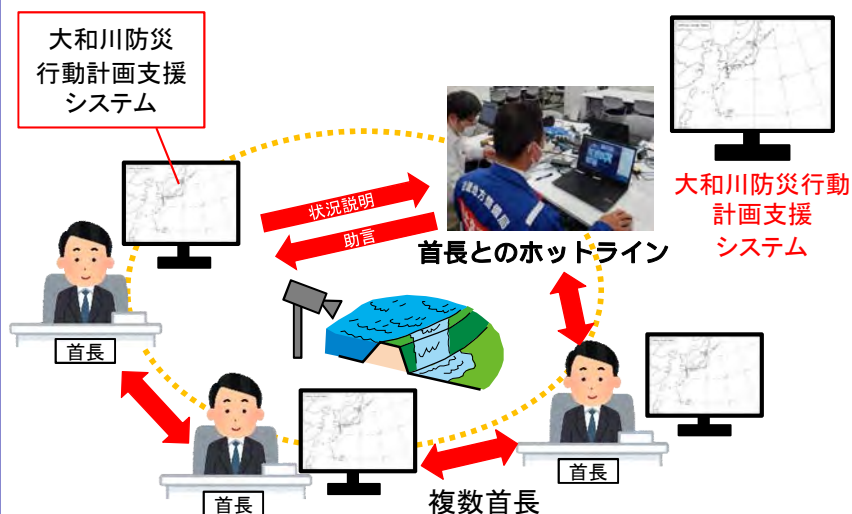 大和川防災
行動計画支援
システム
状況説明
助言
首長とのホットライン
大和川防災行動
計画支援
システム
首長
首長
首長
複数首長